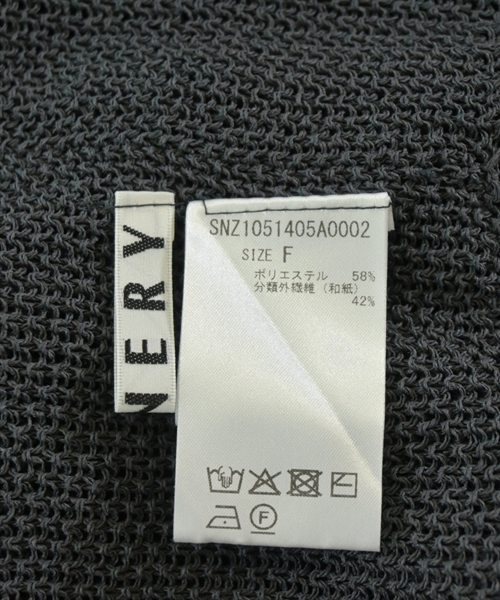 NERY
SNZ1051405A0002
SIZE F
ポリエステル 58%
分類外繊維(和紙)
42%
F